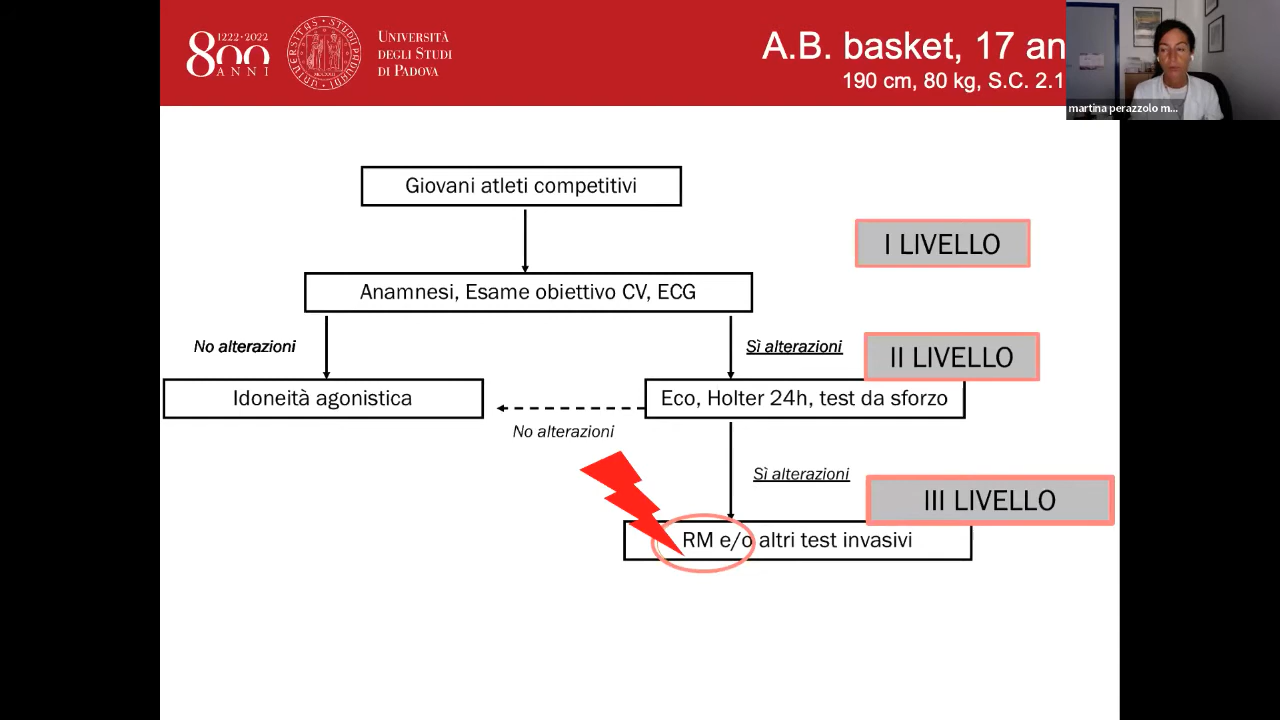 1222·2022
800
ANNI
UNIVERSITÀ
DEGLI STUDI
DI PADOVA
A.B. basket, 17 an
190 cm, 80 kg, S.C. 2.1
martina perazzolo m...
Giovani atleti competitivi
I LIVELLO
Anamnesi, Esame obiettivo CV, ECG
No alterazioni
Sì alterazioni
II LIVELLO
Idoneità agonistica
Eco, Holter 24h, test da sforzo
No alterazioni
Sì alterazioni
III LIVELLO
RM e/o altri test invasivi